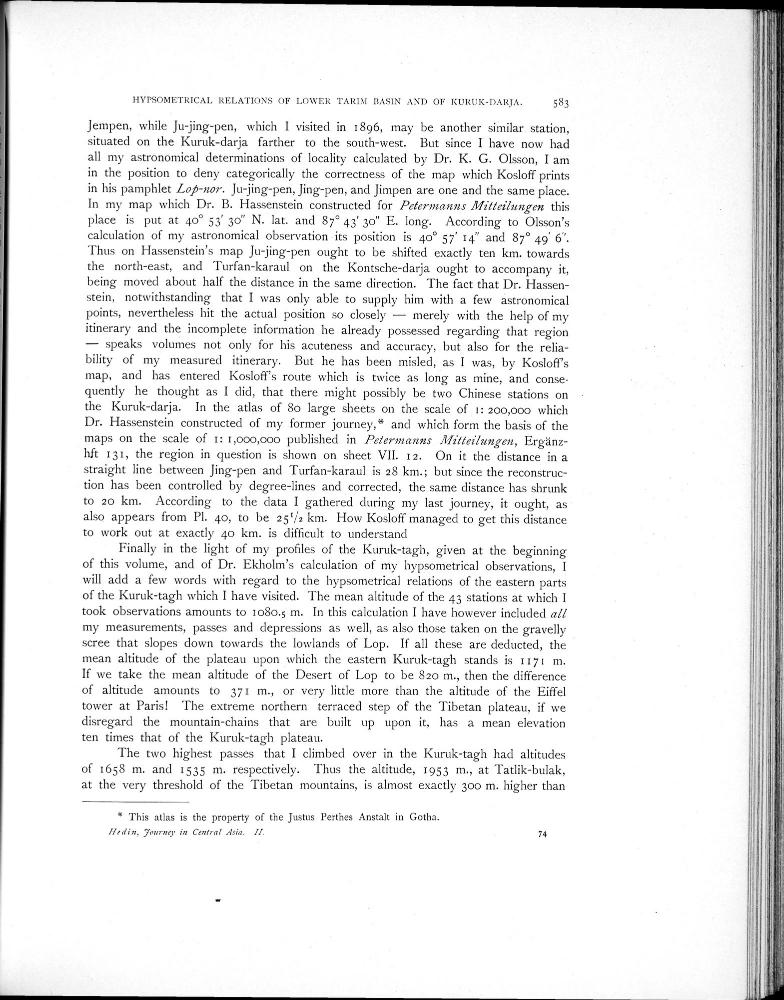 HYPSOMETRICAL RELATIONS OF LOWER TARIM BASIN AND OF KURUK-DARJA. 583
Jempen, while Ju-jing-pen, which I visited in 1896, may be another similar station,
situated on the Kuruk-darja farther to the south-west. But since I have now had
all my astronomical determinations of locality calculated by Dr. K. G. Olsson, I am
in the position to deny categorically the correctness of the map which Kosloff prints
in his pamphlet Lop-nor. Ju-jing-pen, Jing-pen, and Jimpen are one and the same place.
In my map which Dr. B. Hassenstein constructed for Petermanns Mitteilungen this
place is put at 40° 53′ 30″ N. lat. and 87° 43′ 30″ E. long. According to Olsson's
calculation of my astronomical observation its position is 40° 57′ 14″ and 87° 49′ 6″.
Thus on Hassenstein's map Ju-jing-pen ought to be shifted exactly ten km. towards
the north-east, and Turfan-karaul on the Kontsche-darja ought to accompany it,
being moved about half the distance in the same direction. The fact that Dr. Hassen-
stein, notwithstanding that I was only able to supply him with a few astronomical
points, nevertheless hit the actual position so closely — merely with the help of my
itinerary and the incomplete information he already possessed regarding that region
— speaks volumes not only for his acuteness and accuracy, but also for the relia-
bility of my measured itinerary. But he has been misled, as I was, by Kosloff's
map, and has entered Kosloff's route which is twice as long as mine, and conse-
quently he thought as I did, that there might possibly be two Chinese stations on
the Kuruk-darja. In the atlas of 80 large sheets on the scale of 1: 200,000 which
Dr. Hassenstein constructed of my former journey,* and which form the basis of the
maps on the scale of 1: 1,000,000 published in Petermanns Mitteilungen, Ergänz-
hft 131, the region in question is shown on sheet VII. 12. On it the distance in a
straight line between Jing-pen and Turfan-karaul is 28 km.; but since the reconstruc-
tion has been controlled by degree-lines and corrected, the same distance has shrunk
to 20 km. According to the data I gathered during my last journey, it ought, as
also appears from Pl. 40, to be 25 1/2 km. How Kosloff managed to get this distance
to work out at exactly 40 km. is difficult to understand
Finally in the light of my profiles of the Kuruk-tagh, given at the beginning
of this volume, and of Dr. Ekholm's calculation of my hypsometrical observations, I
will add a few words with regard to the hypsometrical relations of the eastern parts
of the Kuruk-tagh which I have visited. The mean altitude of the 43 stations at which I
took observations amounts to 1080.5 m. In this calculation I have however included all
my measurements, passes and depressions as well, as also those taken on the gravelly
scree that slopes down towards the lowlands of Lop. If all these are deducted, the
mean altitude of the plateau upon which the eastern Kuruk-tagh stands is 1171 m.
If we take the mean altitude of the Desert of Lop to be 820 m., then the difference
of altitude amounts to 371 m., or very little more than the altitude of the Eiffel
tower at Paris! The extreme northern terraced step of the Tibetan plateau, if we
disregard the mountain-chains that are built up upon it, has a mean elevation
ten times that of the Kuruk-tagh plateau.
The two highest passes that I climbed over in the Kuruk-tagh had altitudes
of 1658 m. and 1535 m. respectively. Thus the altitude, 1953 m., at Tatlik-bulak,
at the very threshold of the Tibetan mountains, is almost exactly 300 m. higher than
* This atlas is the property of the Justus Perthes Anstalt in Gotha.
Hedin, Journey in Central Asia. II. 74